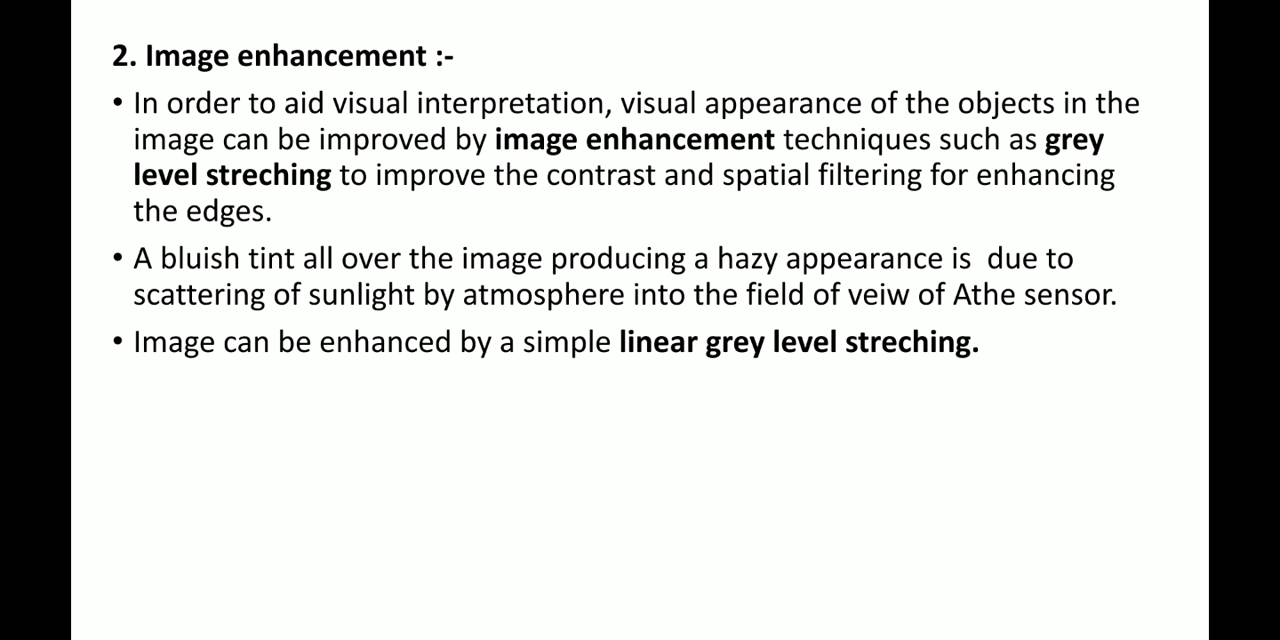 2. Image enhancement :-
• In order to aid visual interpretation, visual appearance of the objects in the
image can be improved by image enhancement techniques such as grey
level streching to improve the contrast and spatial filtering for enhancing
the edges.
• A bluish tint all over the image producing a hazy appearance is  due to
scattering of sunlight by atmosphere into the field of veiw of Athe sensor.
• Image can be enhanced by a simple linear grey level streching.